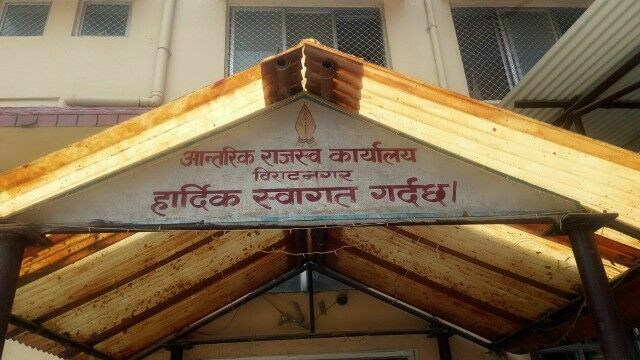 आन्तरिक राजस्व कार्यालय
विराटनगर
हार्दिक स्वागत गर्दछ।